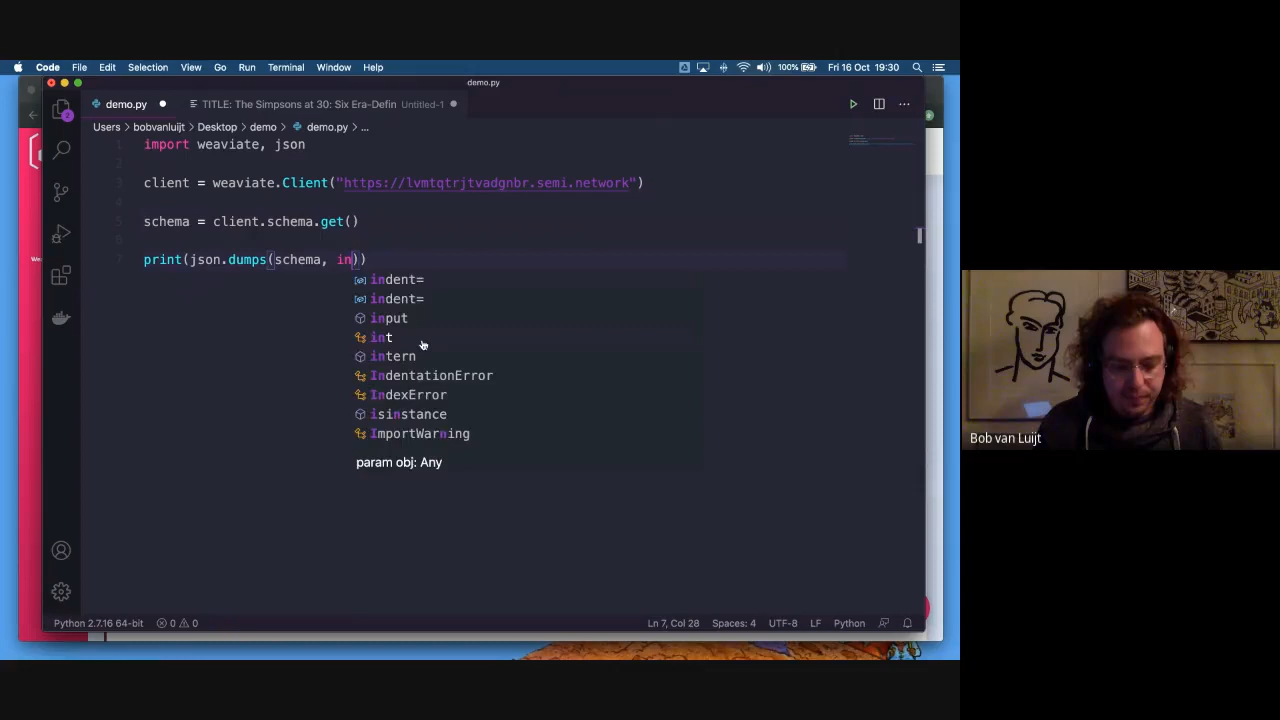 Code File Edit Selection View Go Run Terminal Window Help 100% Fri 16 Oct 19:30
demo.py
demo.py TITLE: The Simpsons at 30: Six Era-Defin Untitled-1
Users bobvanluijt Desktop demo demo.py ...
1 import weaviate, json
2
3 client = weaviate.Client("https://lvmtqtrjtvadgnbr.semi.network")
4
5 schema = client.schema.get()
6
7 print(json.dumps(schema, in))
indent=
indent=
input
int
intern
IndentationError
IndexError
isinstance
ImportWarning
param obj: Any
2
Bob van Luijt
Python 2.7.16 64-bit 0 0 Ln 7, Col 28 Spaces: 4 UTF-8 LF Python